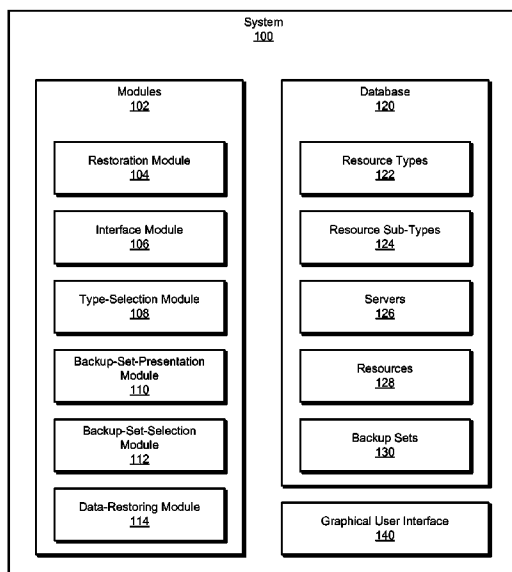 System
100
Modules
102
Restoration Module
104
Interface Module
106
Type-Selection Module
108
Backup-Set-Presentation
Module
110
Backup-Set-Selection
Module
112
Data-Restoring Module
114
Database
120
Resource Types
122
Resource Sub-Types
124
Servers
126
Resources
128
Backup Sets
130
Graphical User Interface
140